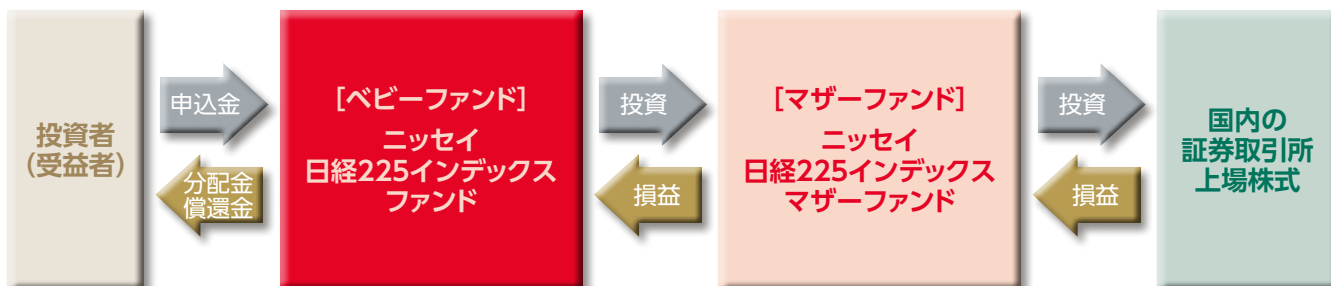 投資者
(受益者)
申込金
分配金
償還金
［ベビーファンド］
ニッセイ
日経225インデックス
ファンド
投資
損益
［マザーファンド］
ニッセイ
日経225インデックス
マザーファンド
投資
損益
国内の
証券取引所
上場株式